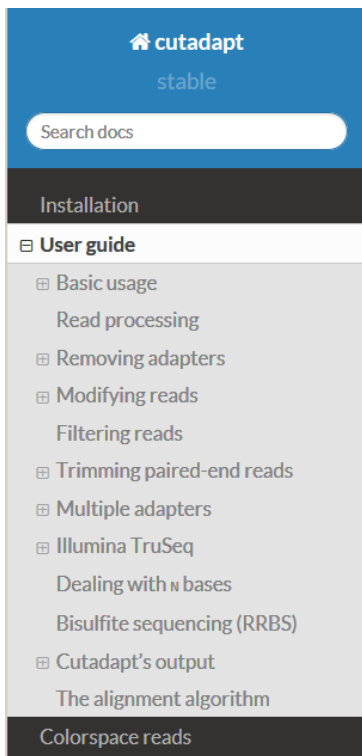 cutadapt
stable
Search docs
Installation
User guide
Basic usage
Read processing
Removing adapters
Modifying reads
Filtering reads
Trimming paired-end reads
Multiple adapters
Illumina TruSeq
Dealing with N bases
Bisulfite sequencing (RRBS)
Cutadapt's output
The alignment algorithm
Colorspace reads